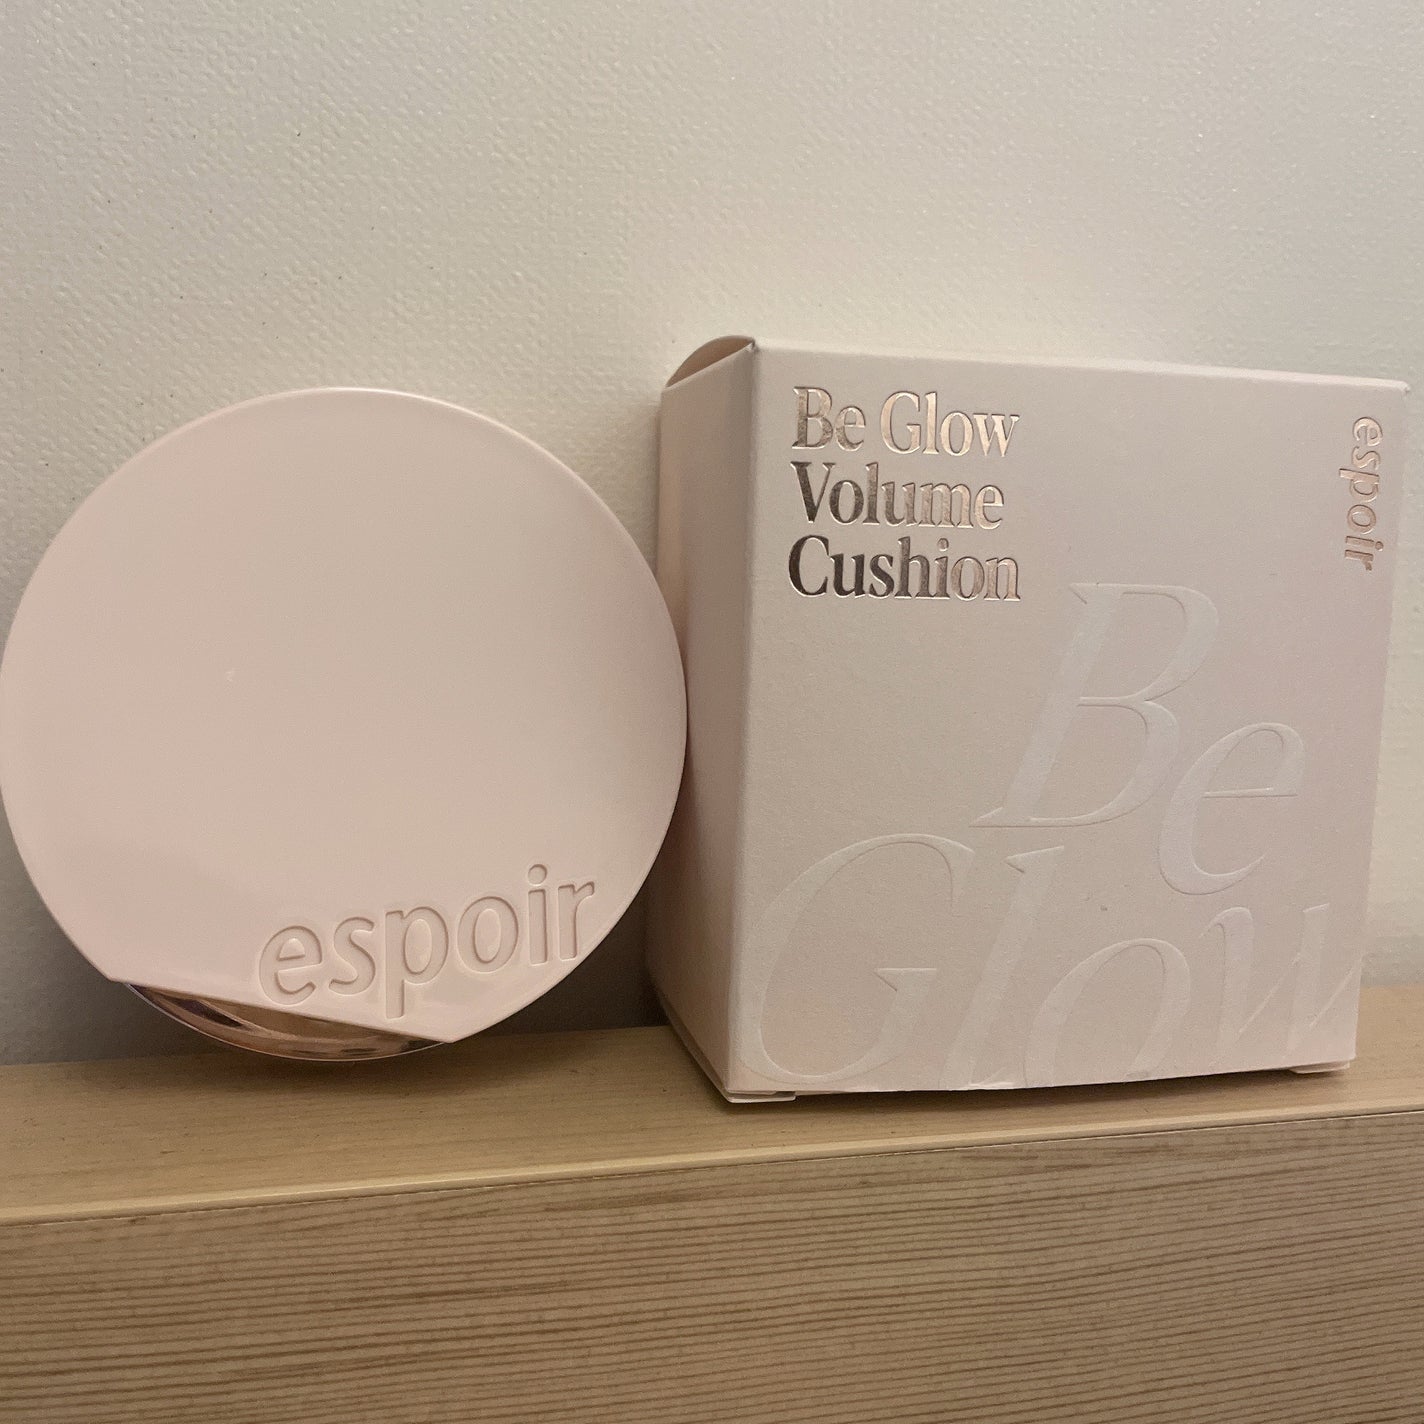 espoir
Be Glow
Volume
Cushion
espoir
Be
Glow